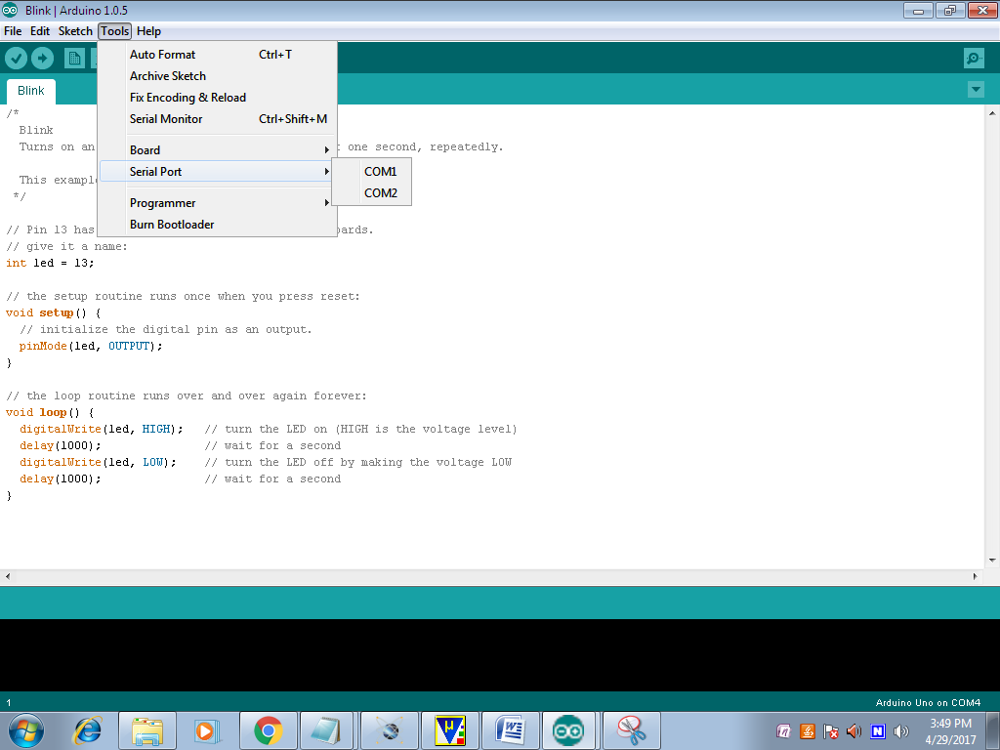 Blink | Arduino 1.0.5
File Edit Sketch Tools Help
Auto Format Ctrl+T
Archive Sketch
Fix Encoding & Reload
Serial Monitor Ctrl+Shift+M
Board
Serial Port
Programmer
Burn Bootloader
COM1
COM2
Blink
/*
Blink
Turns on an one second, repeatedly.
This example
*/
// Pin 13 has oards.
// give it a name:
int led = 13;
// the setup routine runs once when you press reset:
void setup() {
// initialize the digital pin as an output.
pinMode(led, OUTPUT);
}
// the loop routine runs over and over again forever:
void loop() {
digitalWrite(led, HIGH); // turn the LED on (HIGH is the voltage level)
delay(1000); // wait for a second
digitalWrite(led, LOW); // turn the LED off by making the voltage LOW
delay(1000); // wait for a second
}
1 Arduino Uno on COM4
3:49 PM
4/29/2017